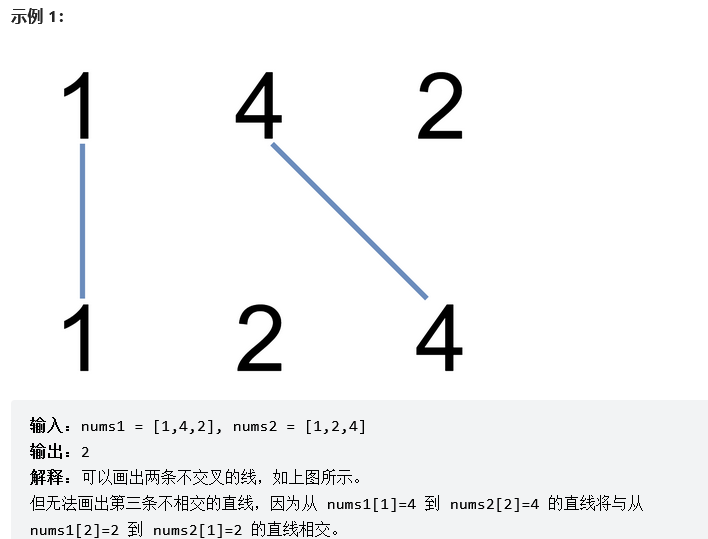 示例 1：
1 4 2
1 2 4
输入：nums1 = [1,4,2], nums2 = [1,2,4]
输出：2
解释：可以画出两条不交叉的线，如上图所示。
但无法画出第三条不相交的直线，因为从 nums1[1]=4 到 nums2[2]=4 的直线将与从
nums1[2]=2 到 nums2[1]=2 的直线相交。